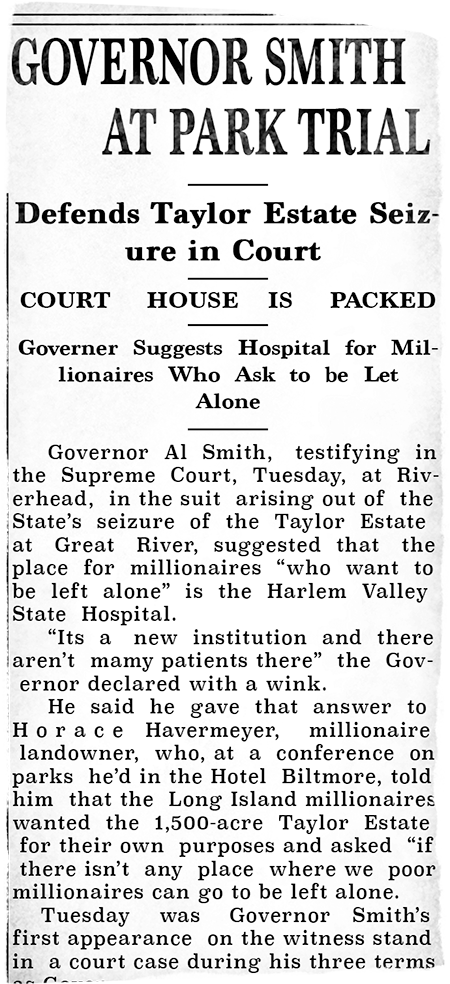 GOVERNOR SMITH
AT PARK TRIAL
Defends Taylor Estate Seiz-
ure in Court
COURT HOUSE IS PACKED
Governer Suggests Hospital for Mil-
lionaires Who Ask to be Let
Alone
Governor Al Smith, testifying in
the Supreme Court, Tuesday, at Riv-
erhead, in the suit arising out of the
State's seizure of the Taylor Estate
at Great River, suggested that the
place for millionaires “who want to
be left alone” is the Harlem Valley
State Hospital.
“Its a new institution and there
aren't mamy patients there” the Gov-
ernor declared with a wink.
He said he gave that answer to
Horace Havermeyer, millionaire
landowner, who, at a conference on
parks he'd in the Hotel Biltmore, told
him that the Long Island millionaires
wanted the 1,500-acre Taylor Estate
for their own purposes and asked “if
there isn't any place where we poor
millionaires can go to be left alone.
Tuesday was Governor Smith's
first appearance on the witness stand
in a court case during his three terms